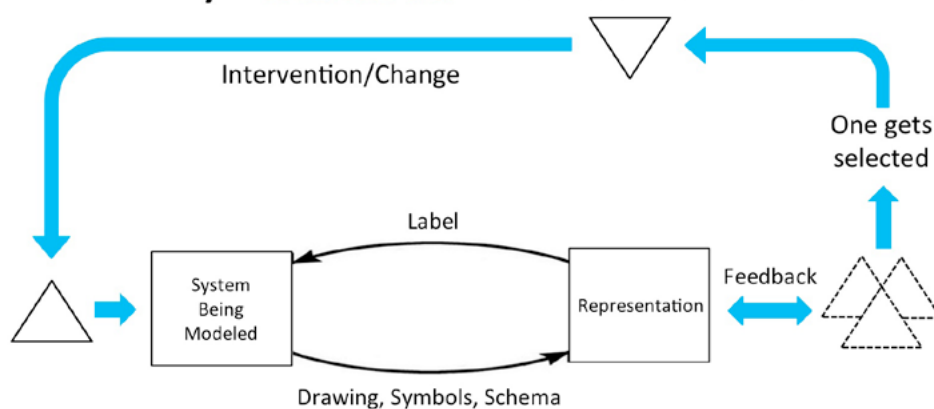 Intervention/Change
One gets
selected
Label
System
Being
Modeled
Representation
Feedback
Drawing, Symbols, Schema